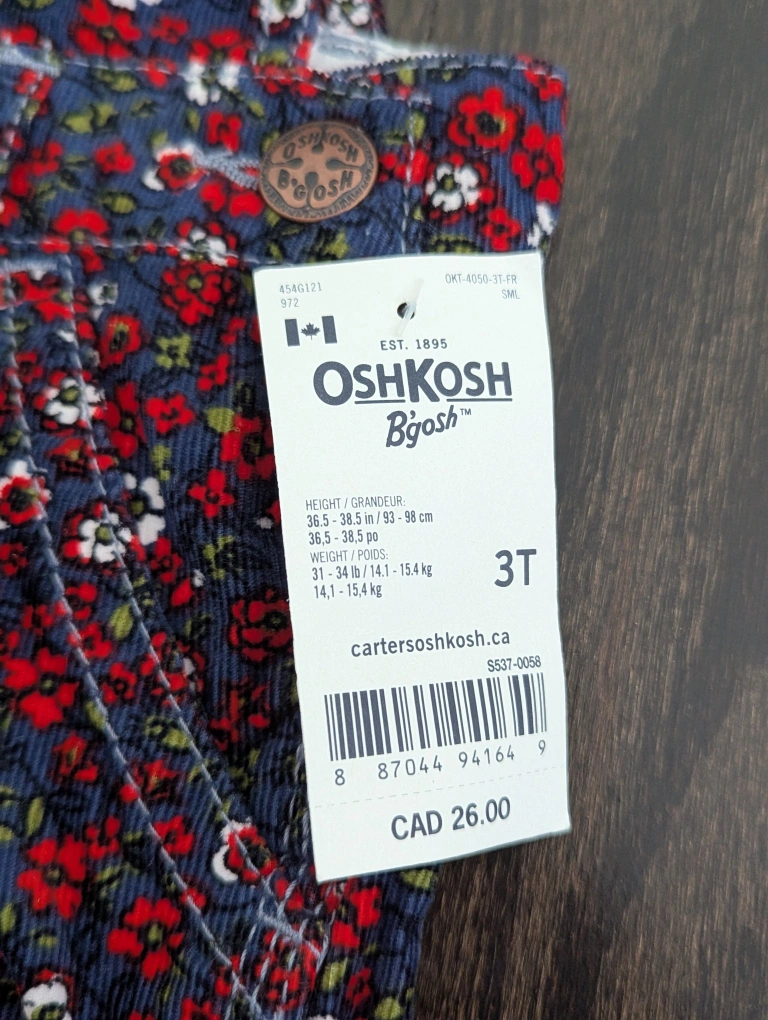 OSHKOSH
B'GOSH
454G121
972
OKT-4050-3T-FR
SML
EST. 1895
OSHKOSH
B'gosh™
HEIGHT / GRANDEUR:
36.5 - 38.5 in / 93 - 98 cm
36,5 - 38,5 po
WEIGHT / POIDS:
31 - 34 lb / 14.1 - 15.4 kg
14,1 - 15,4 kg
3T
cartersoshkosh.ca
S537-0058
8 87044 94164 9
CAD 26.00